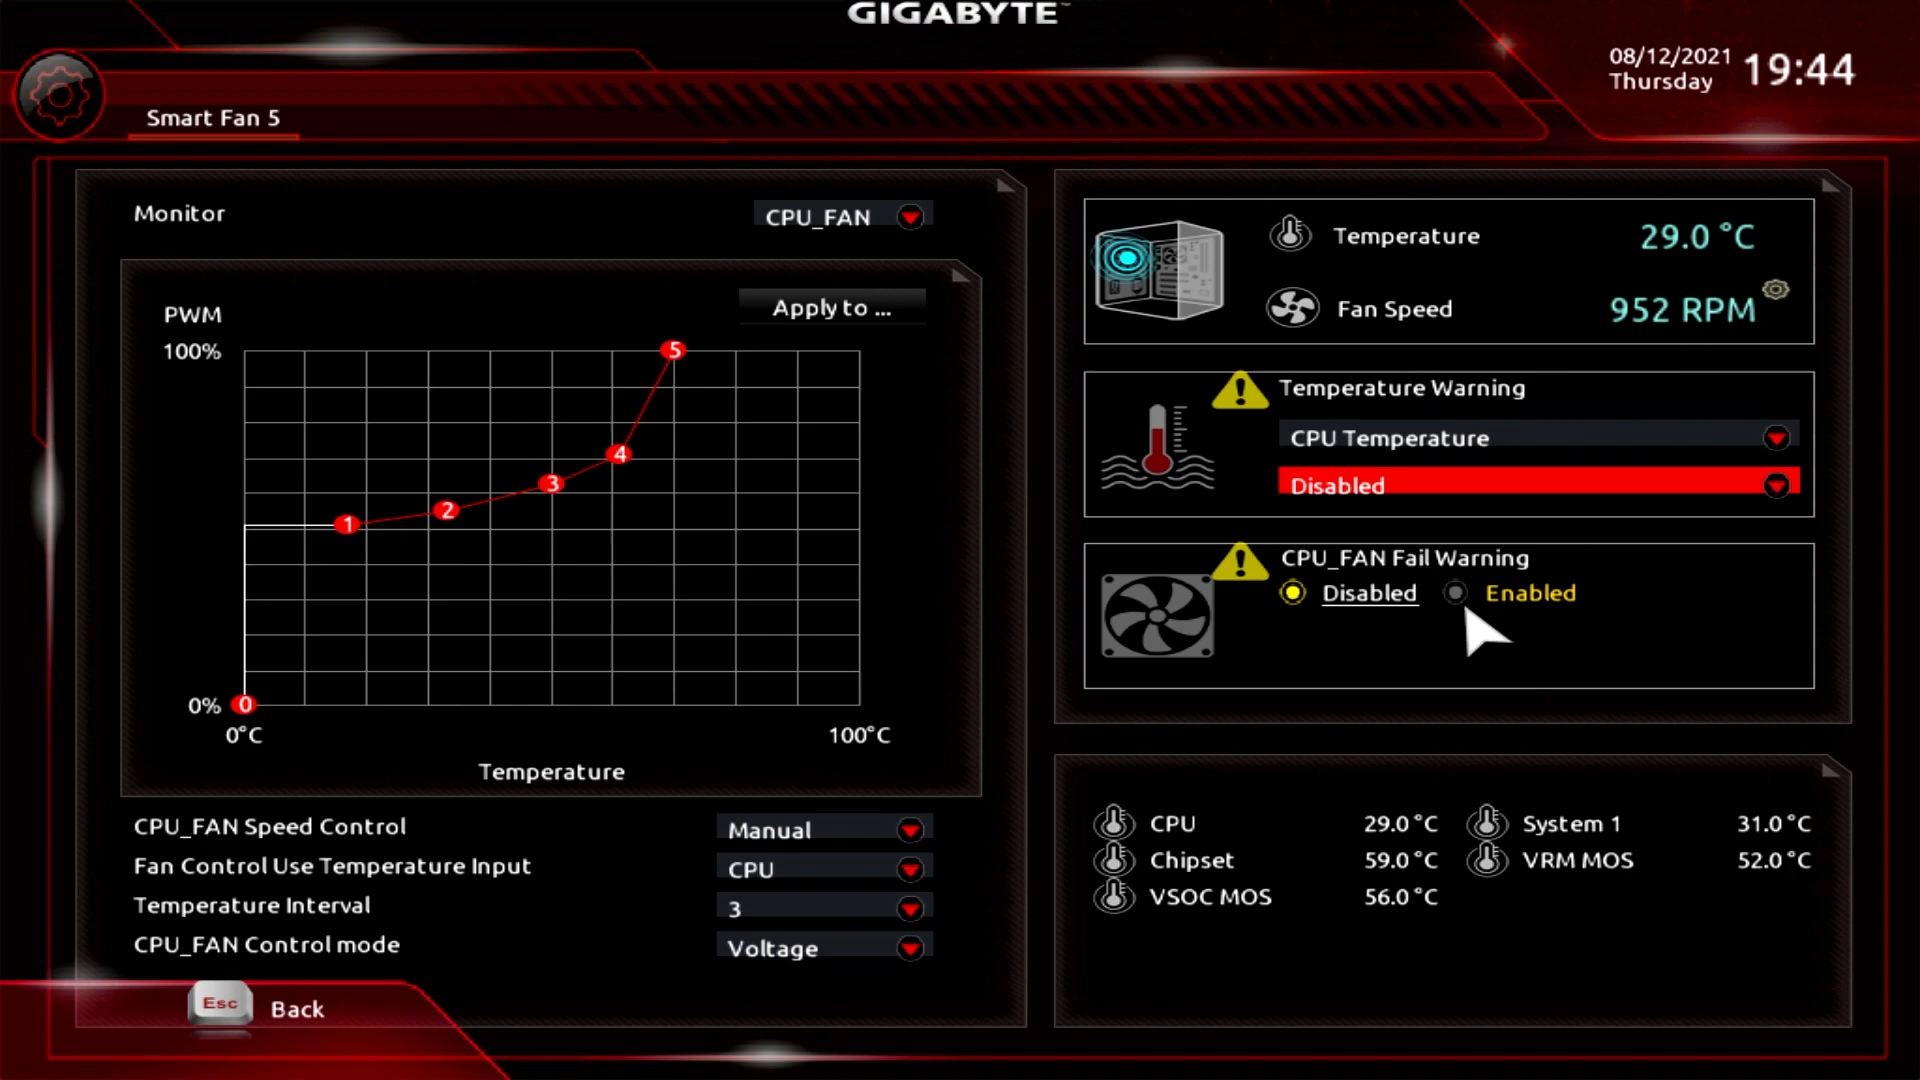 GIGABYTE
08/12/2021
Thursday
19:44
Smart Fan 5
Monitor
CPU_FAN
PWM
Apply to ...
100%
5
4
3
2
1
0% 0
0°C 100°C
Temperature
CPU_FAN Speed Control Manual
Fan Control Use Temperature Input CPU
Temperature Interval 3
CPU_FAN Control mode Voltage
Esc Back
Temperature 29.0 °C
Fan Speed 952 RPM
Temperature Warning
CPU Temperature
Disabled
CPU_FAN Fail Warning
Disabled Enabled
CPU 29.0 °C System 1 31.0 °C
Chipset 59.0 °C VRM MOS 52.0 °C
VSOC MOS 56.0 °C